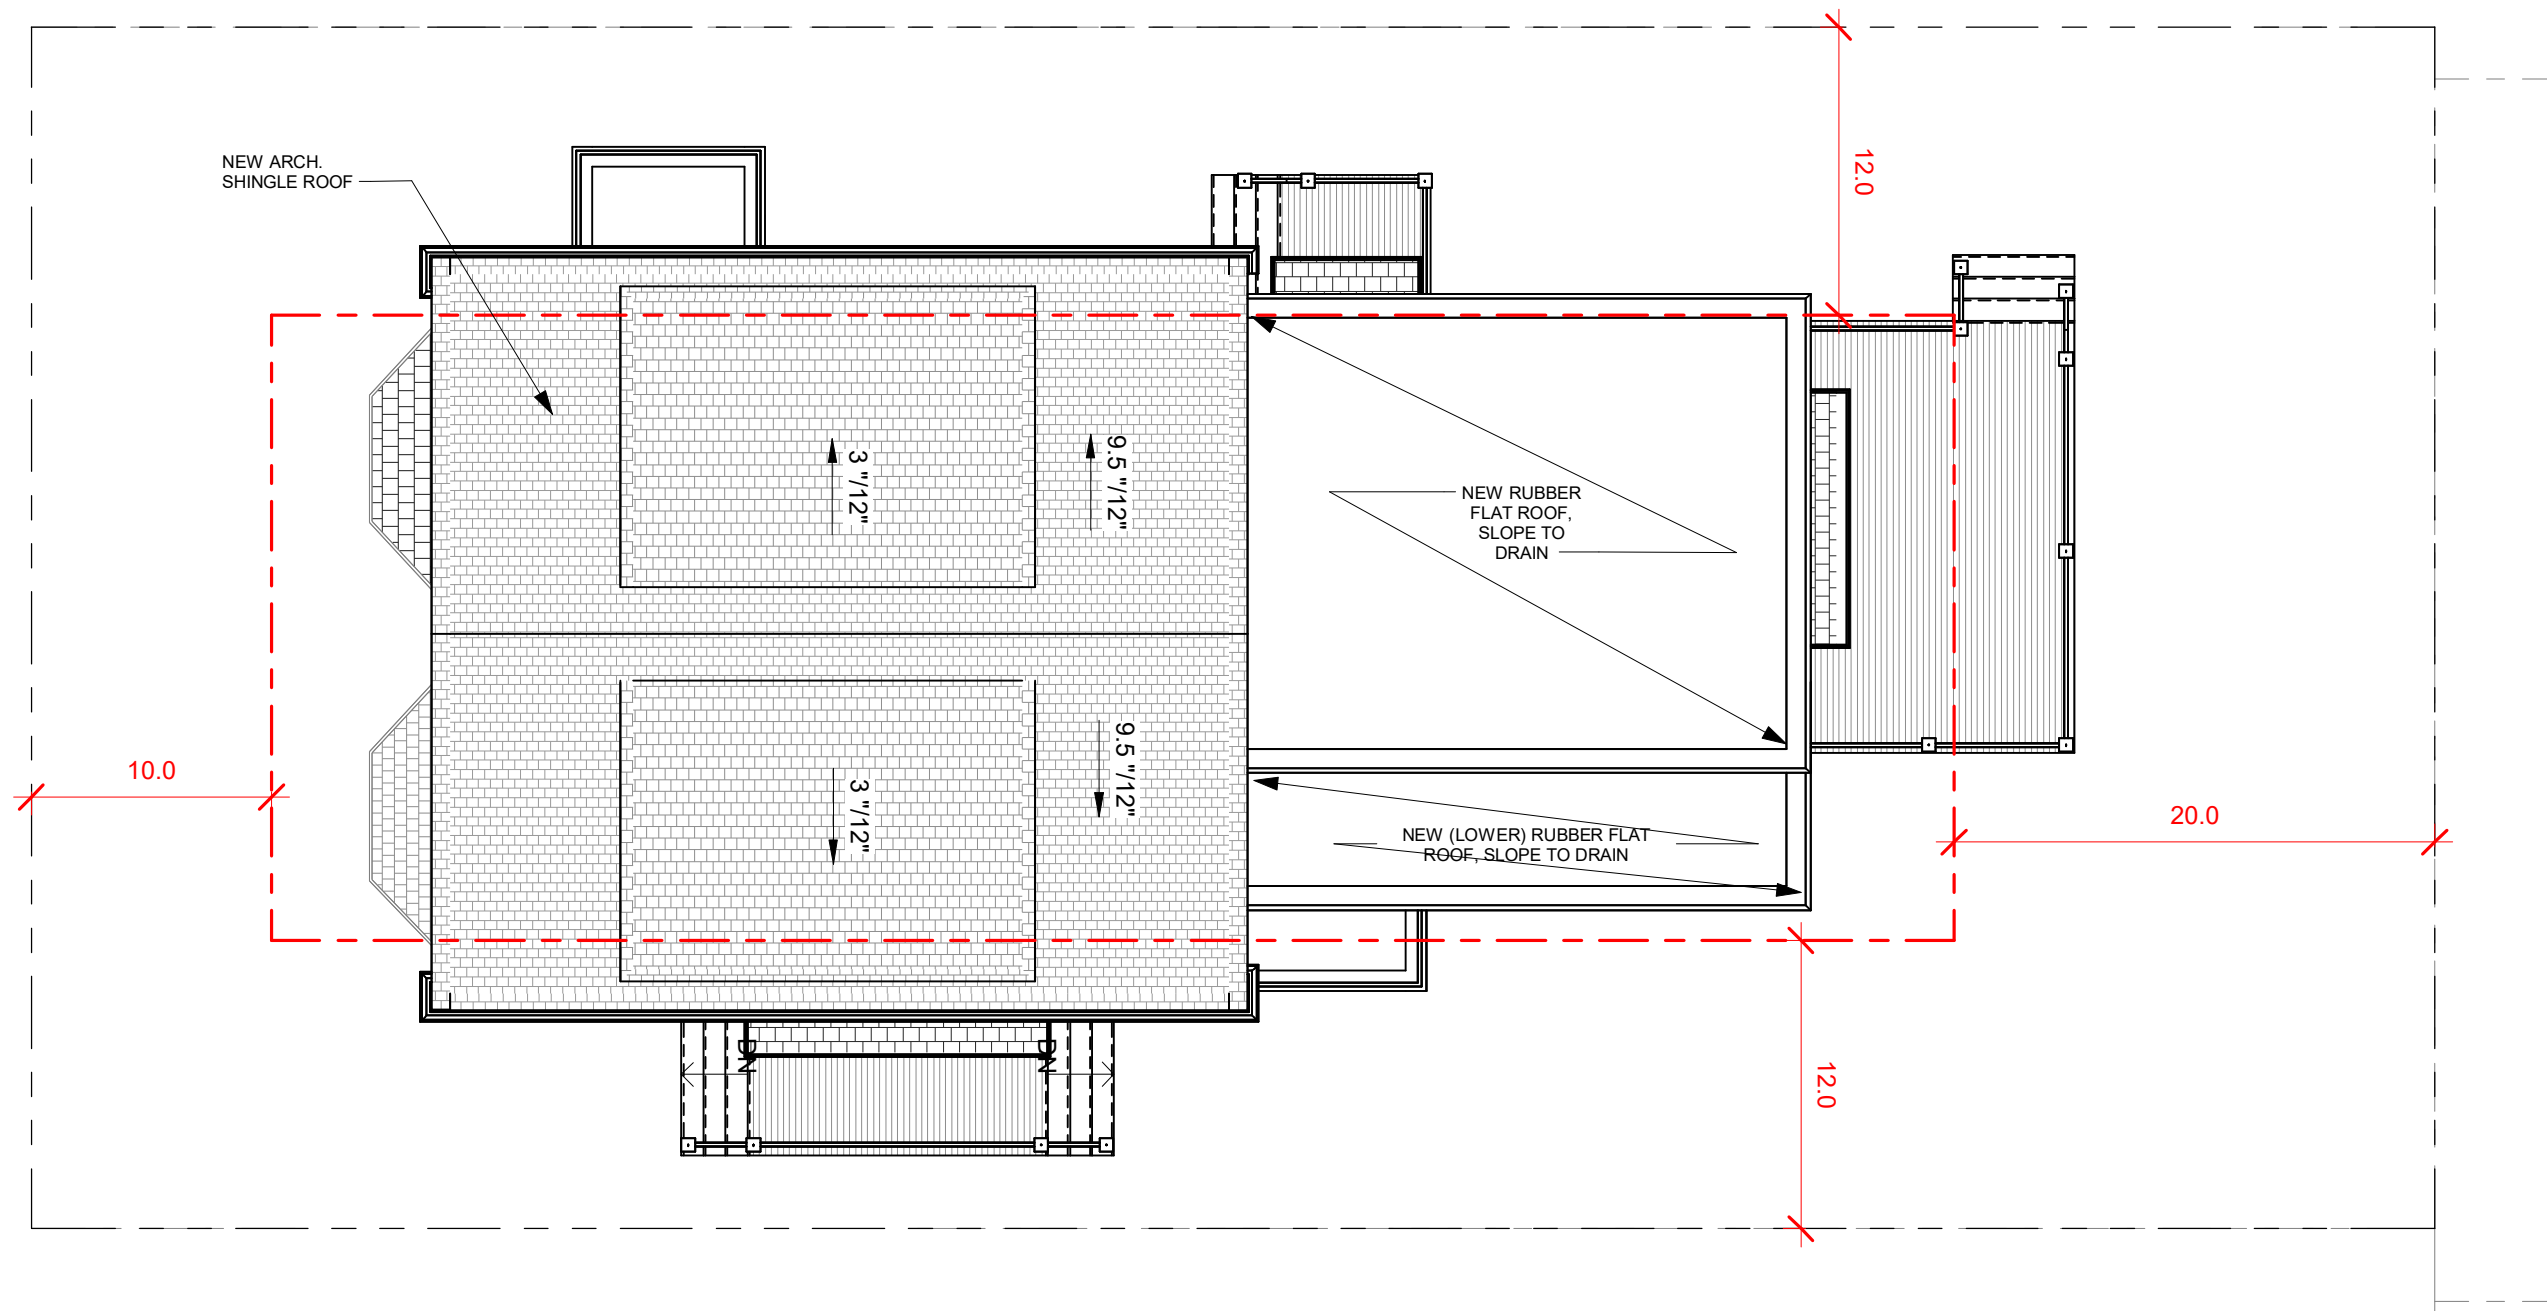 12.0
NEW ARCH.
SHINGLE ROOF
3 "/12"
9.5 "/12"
NEW RUBBER
FLAT ROOF,
SLOPE TO
DRAIN
10.0
3 "/12"
9.5 "/12"
NEW (LOWER) RUBBER FLAT
ROOF, SLOPE TO DRAIN
20.0
DN
DN
12.0